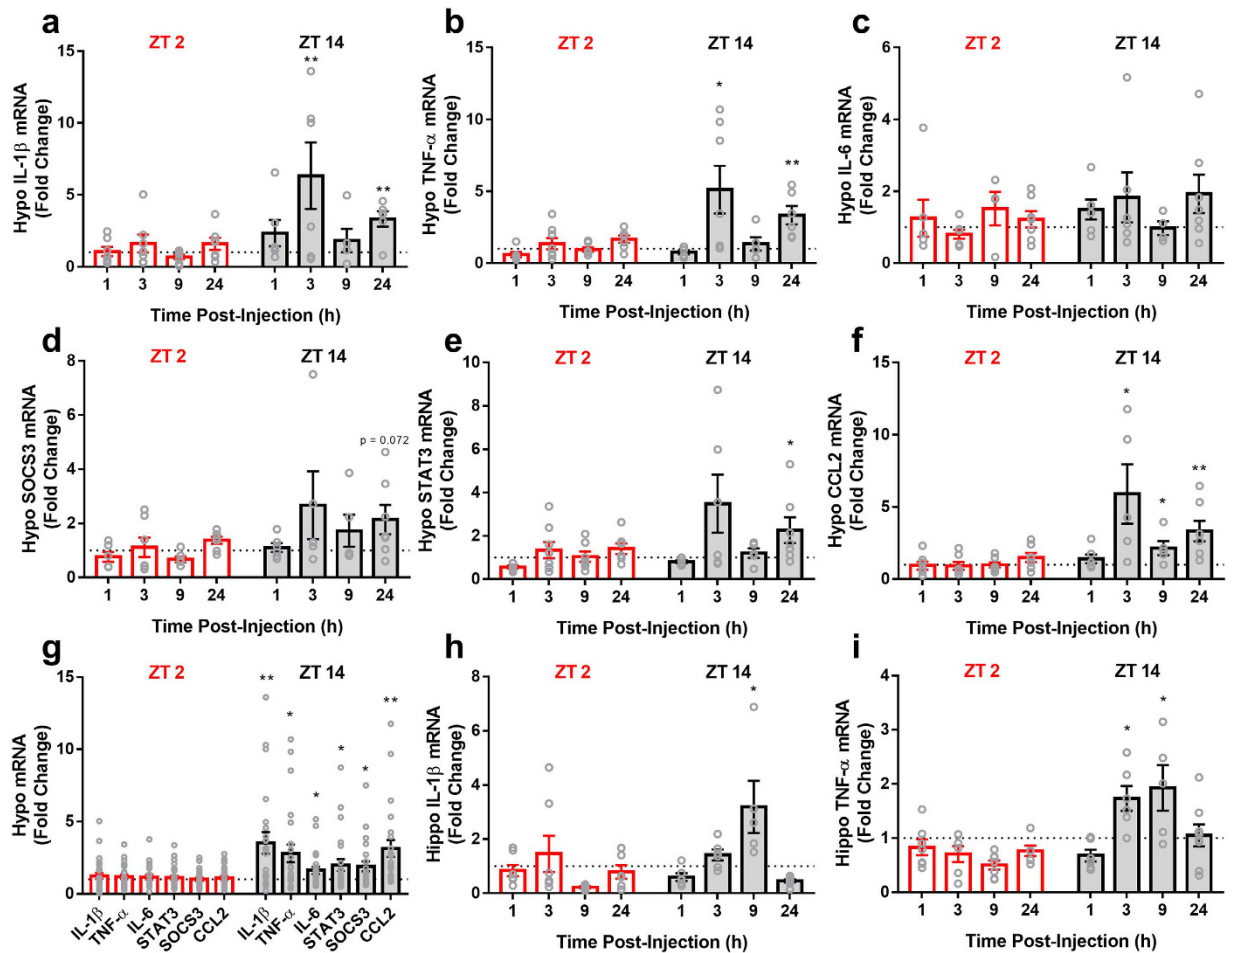 a
ZT 2
ZT 14
Hypo IL-1β mRNA
(Fold Change)
15
10
5
0
**
**
1 3 9 24 1 3 9 24
Time Post-Injection (h)
b
ZT 2
ZT 14
Hypo TNF-α mRNA
(Fold Change)
15
10
5
0
*
**
1 3 9 24 1 3 9 24
Time Post-Injection (h)
c
ZT 2
ZT 14
Hypo IL-6 mRNA
(Fold Change)
6
4
2
0
1 3 9 24 1 3 9 24
Time Post-Injection (h)
d
ZT 2
ZT 14
Hypo SOCS3 mRNA
(Fold Change)
8
6
4
2
0
p = 0.072
1 3 9 24 1 3 9 24
Time Post-Injection (h)
e
ZT 2
ZT 14
Hypo STAT3 mRNA
(Fold Change)
10
8
6
4
2
0
*
1 3 9 24 1 3 9 24
Time Post-Injection (h)
f
ZT 2
ZT 14
Hypo CCL2 mRNA
(Fold Change)
15
10
5
0
*
*
**
1 3 9 24 1 3 9 24
Time Post-Injection (h)
g
ZT 2
ZT 14
Hypo mRNA
(Fold Change)
15
10
5
0
**
*
*
*
*
**
IL-1β TNF-α IL-6 STAT3 SOCS3 CCL2 IL-1β TNF-α IL-6 STAT3 SOCS3 CCL2
h
ZT 2
ZT 14
Hippo IL-1β mRNA
(Fold Change)
8
6
4
2
0
*
1 3 9 24 1 3 9 24
Time Post-Injection (h)
i
ZT 2
ZT 14
Hippo TNF-α mRNA
(Fold Change)
4
3
2
1
0
*
*
1 3 9 24 1 3 9 24
Time Post-Injection (h)